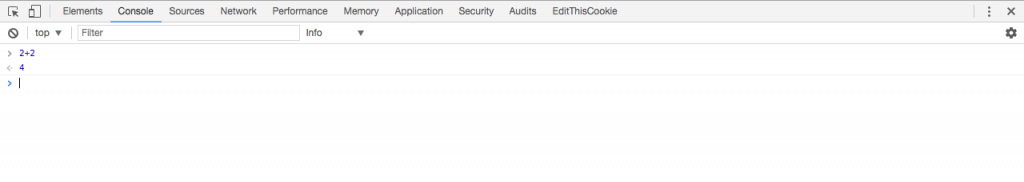 Elements Console Sources Network Performance Memory Application Security Audits EditThisCookie
top Filter Info
2+2
4